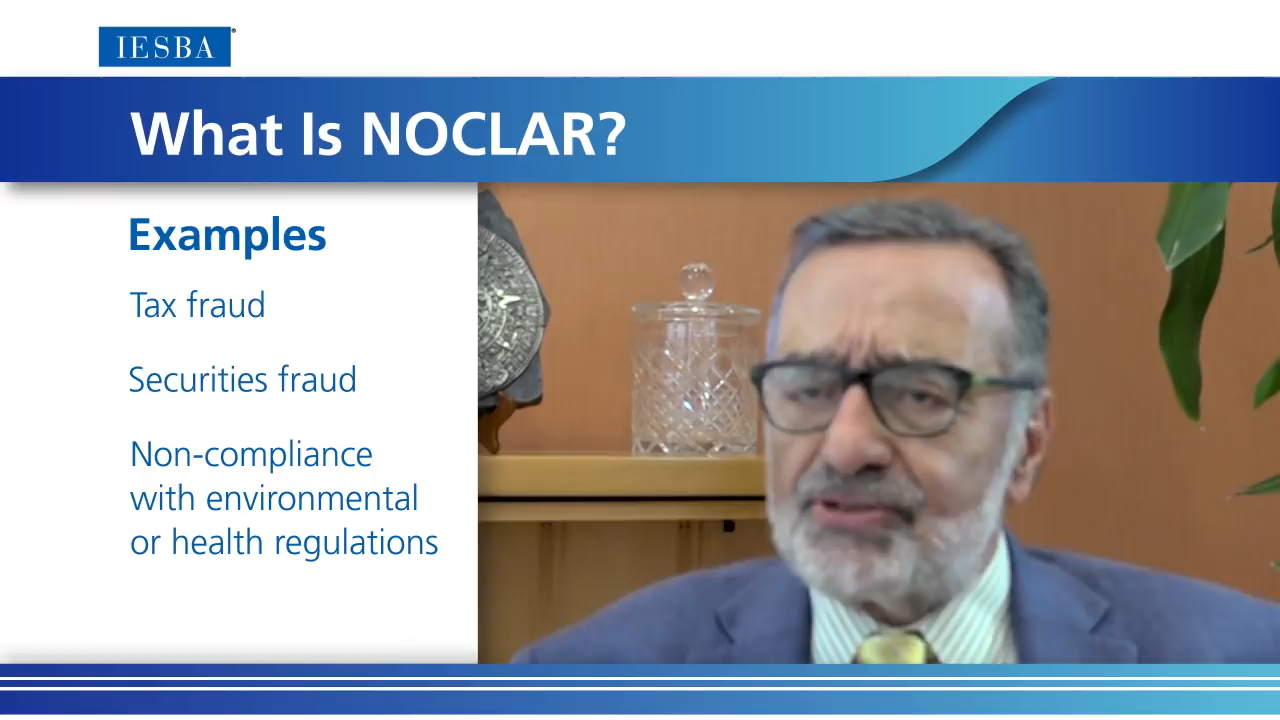 IESBA®
What Is NOCLAR?
Examples
Tax fraud
Securities fraud
Non-compliance
with environmental
or health regulations